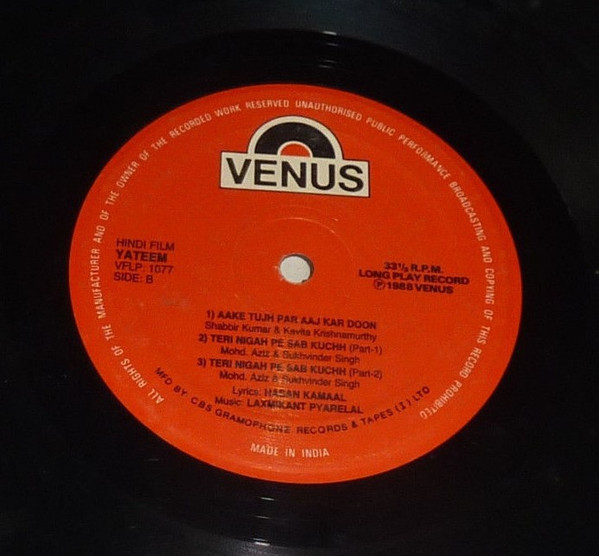 ALL RIGHTS OF THE MANUFACTURER AND OF THE OWNER OF THE RECORDED WORK RESERVED UNAUTHORISED PUBLIC PERFORMANCE BROADCASTING AND COPYING OF THIS RECORD PROHIBITED
VENUS
HINDI FILM
YATEEM
VFLP: 1077
SIDE: B
33⅓ R.P.M.
LONG PLAY RECORD
Ⓟ1988 VENUS
1) AAKE TUJH PAR AAJ KAR DOON
Shabbir Kumar & Kavita Krishnamurthy
2) TERI NIGAH PE SAB KUCHH (Part-1)
Mohd. Aziz & Sukhvinder Singh
3) TERI NIGAH PE SAB KUCHH (Part-2)
Mohd. Aziz & Sukhvinder Singh
Lyrics: HASAN KAMAAL
Music: LAXMIKANT PYARELAL
MFD BY CBS GRAMOPHONE RECORDS & TAPES (I) LTD
MADE IN INDIA